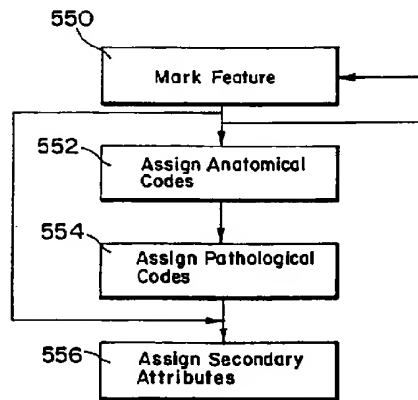 550
Mark Feature
552
Assign Anatomical
Codes
554
Assign Pathological
Codes
556
Assign Secondary
Attributes